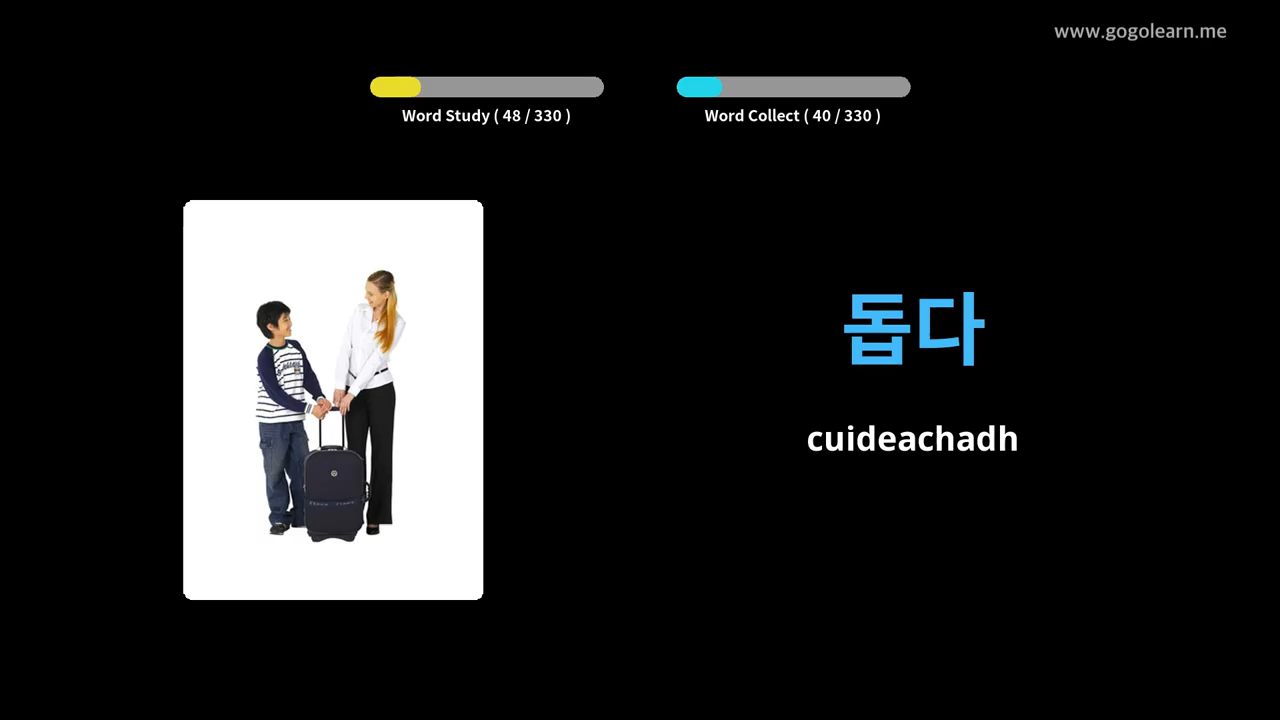 www.gogolearn.me
Word Study ( 48 / 330 )
Word Collect ( 40 / 330 )
돕다
cuideachadh